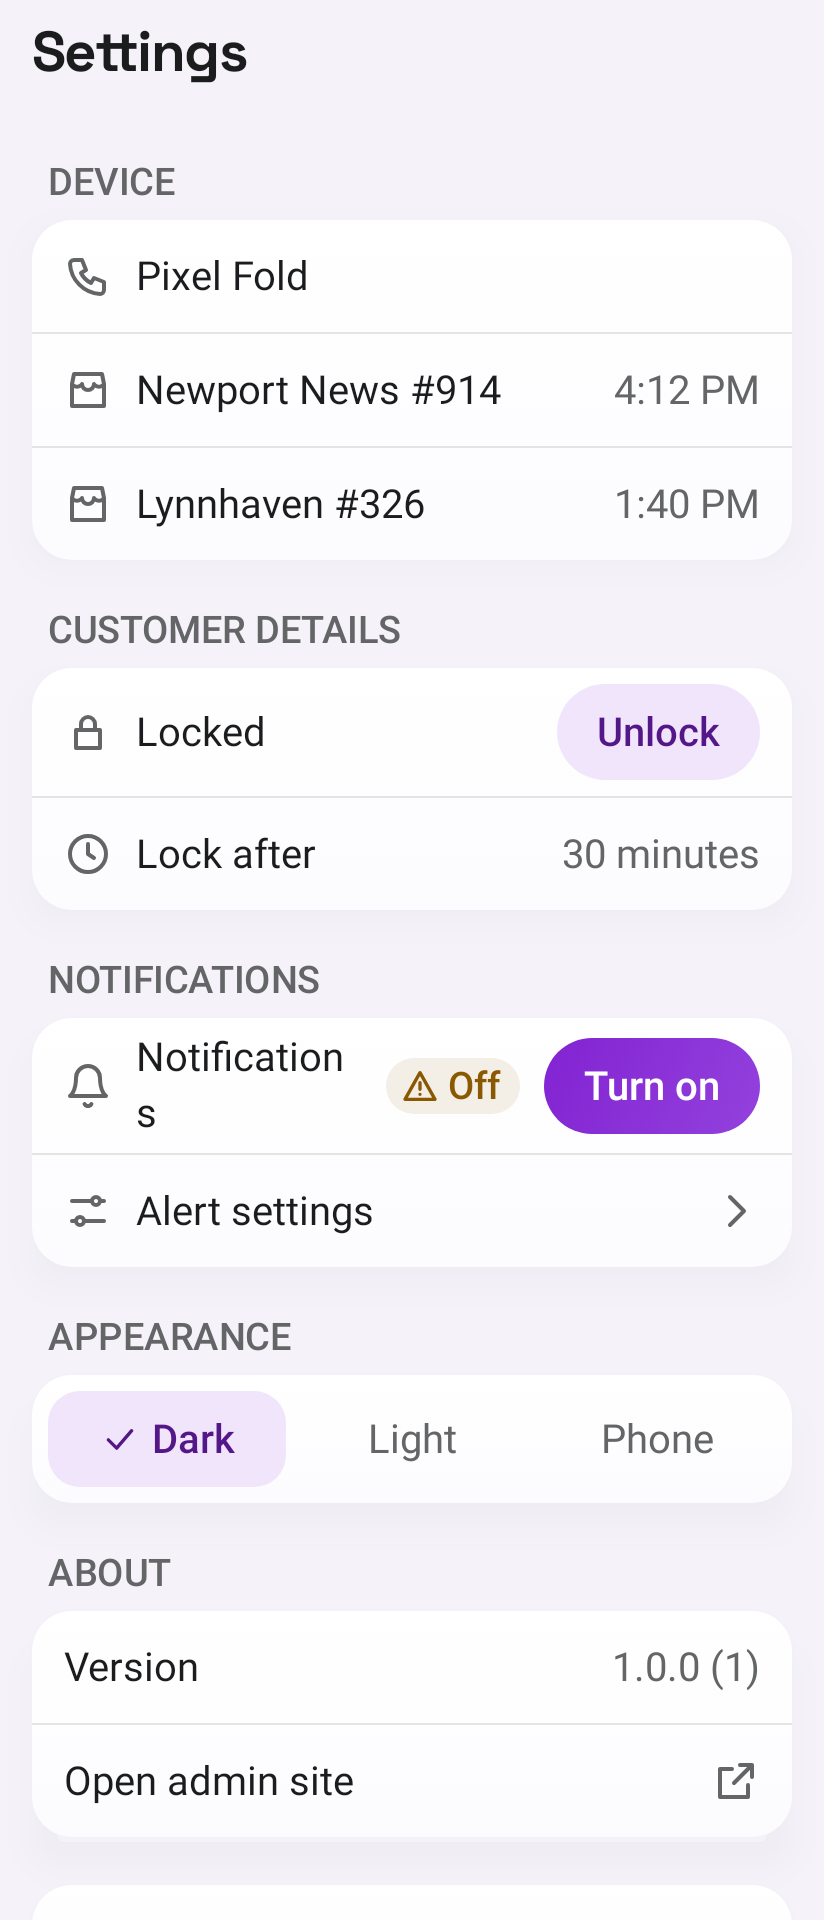 Settings
DEVICE
Pixel Fold
Newport News #914 4:12 PM
Lynnhaven #326 1:40 PM
CUSTOMER DETAILS
Locked Unlock
Lock after 30 minutes
NOTIFICATIONS
Notification
s Off Turn on
Alert settings
APPEARANCE
Dark Light Phone
ABOUT
Version 1.0.0 (1)
Open admin site